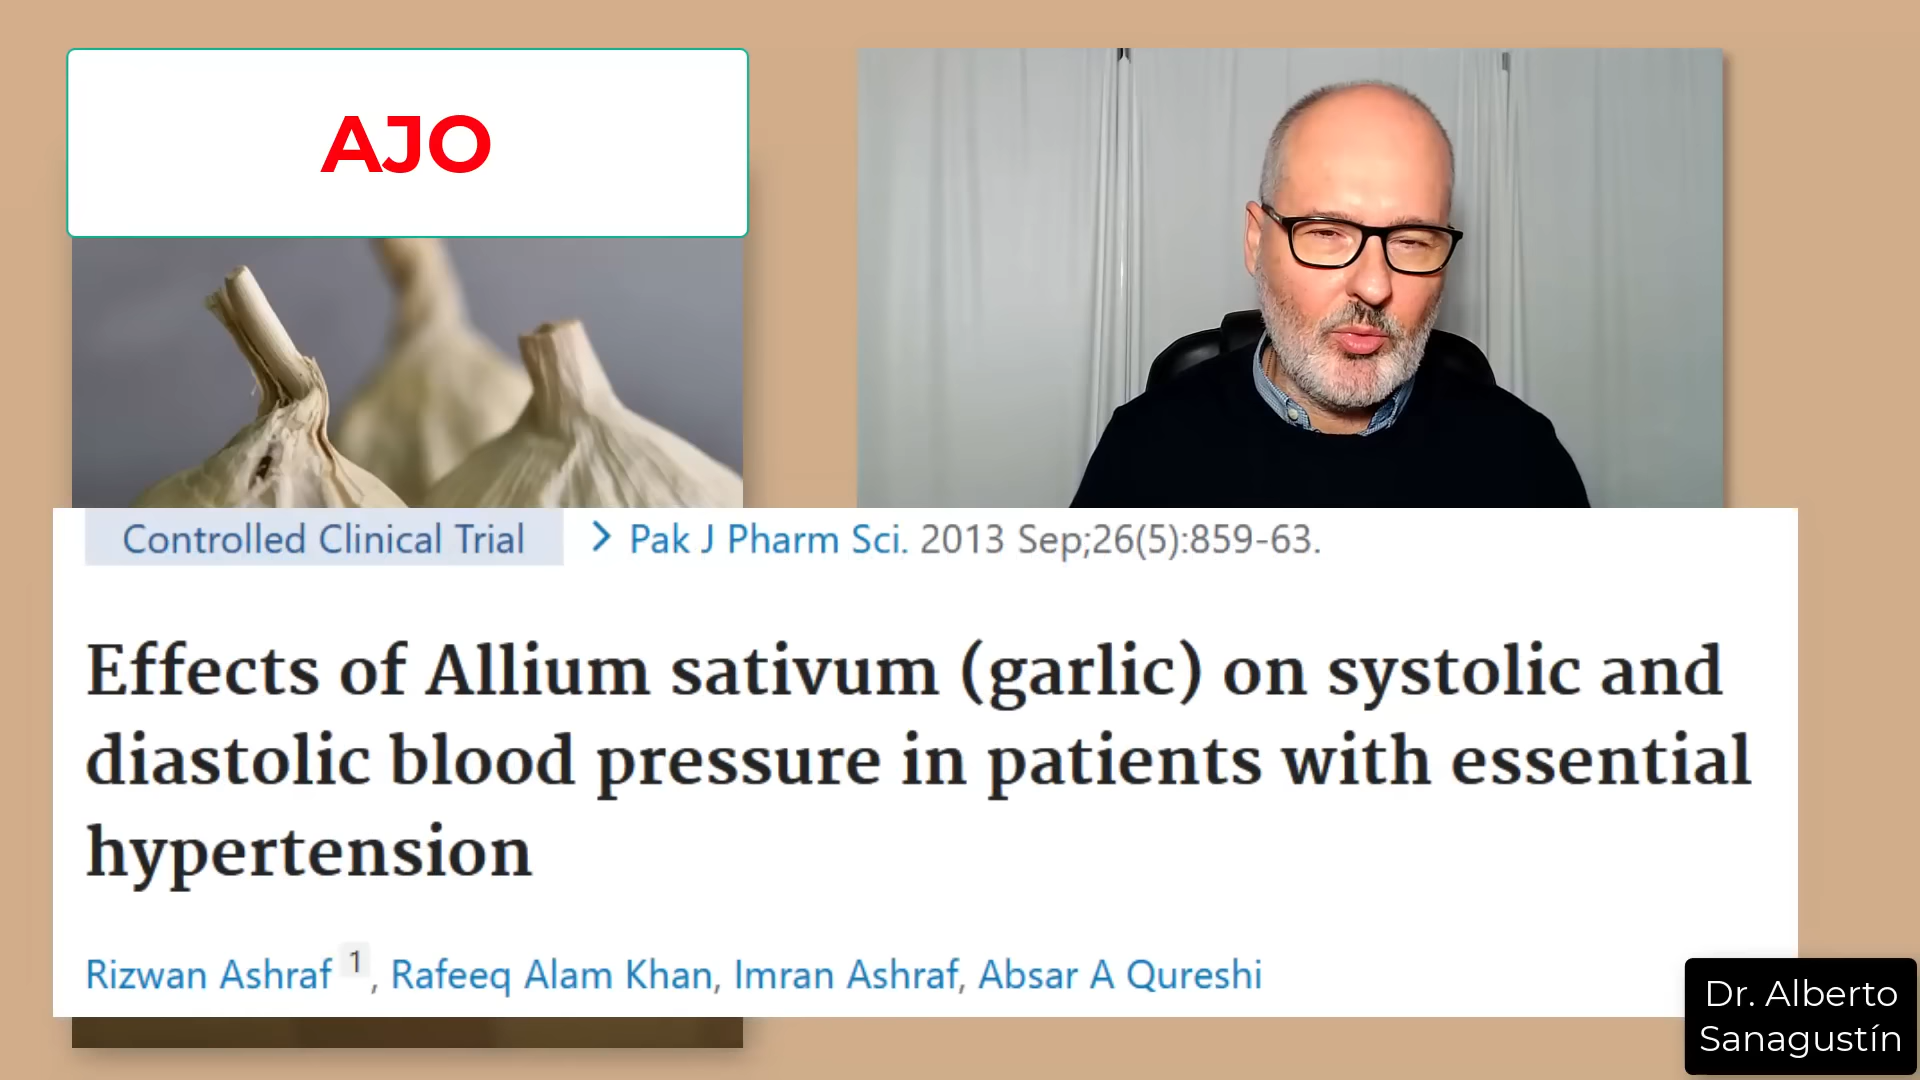 AJO
Controlled Clinical Trial > Pak J Pharm Sci. 2013 Sep;26(5):859-63.
Effects of Allium sativum (garlic) on systolic and
diastolic blood pressure in patients with essential
hypertension
Rizwan Ashraf 1, Rafeeq Alam Khan, Imran Ashraf, Absar A Qureshi
Dr. Alberto
Sanagustín